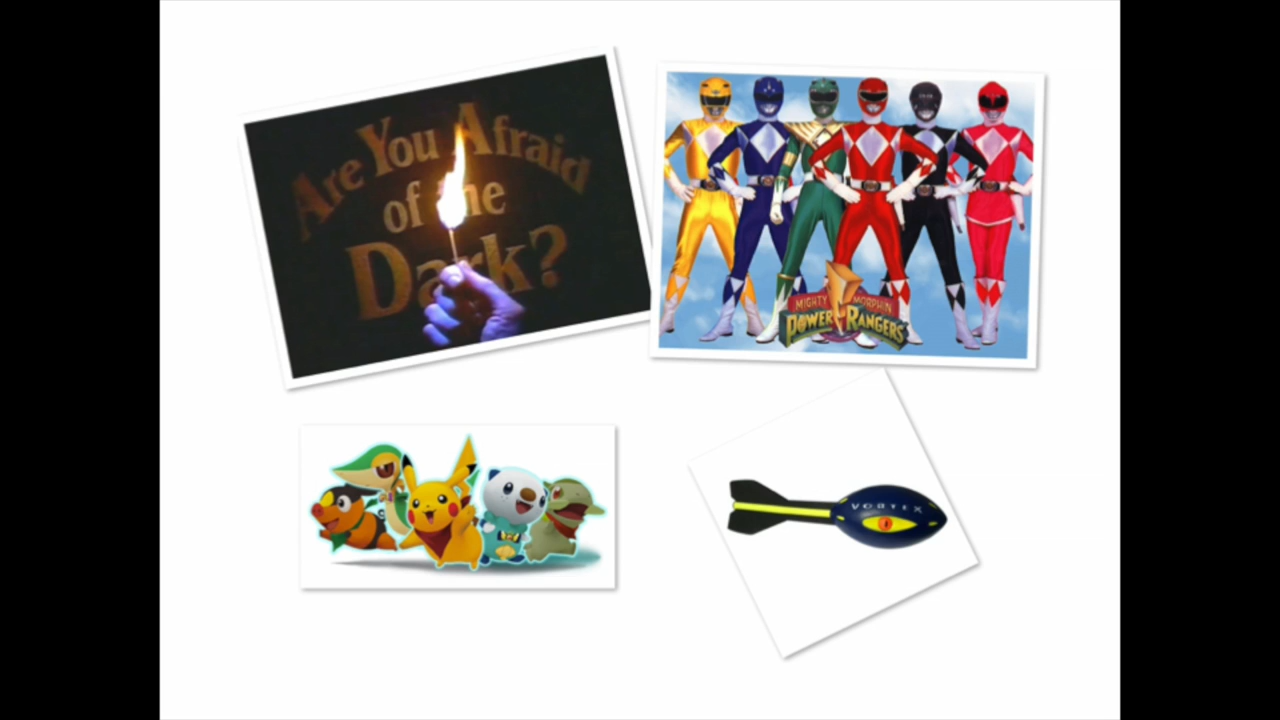 Are You Afraid
of the
Dark?
MIGHTY MORPHIN
POWER RANGERS
VORTEX